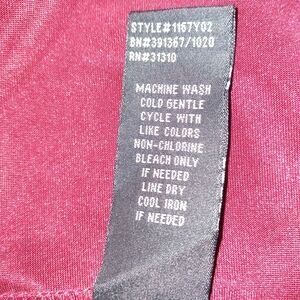 STYLE#1167Y02
BN#391367/1020
RN#31310
MACHINE WASH
COLD GENTLE
CYCLE WITH
LIKE COLORS
NON-CHLORINE
BLEACH ONLY
IF NEEDED
LINE DRY
COOL IRON
IF NEEDED